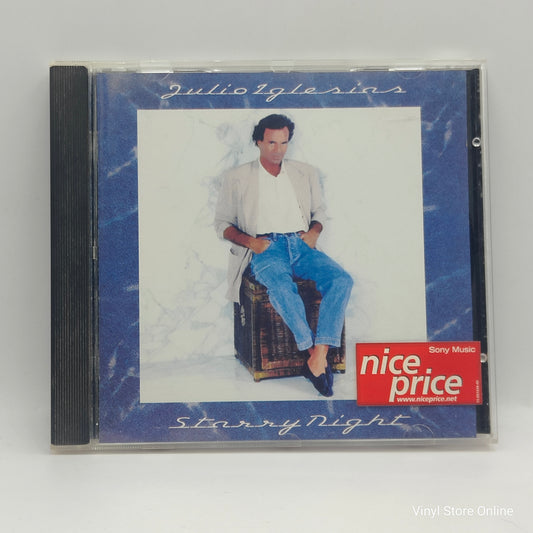 Julio Iglesias
Sony Music
nice
price
www.niceprice.net
Starry Night
Vinyl Store Online